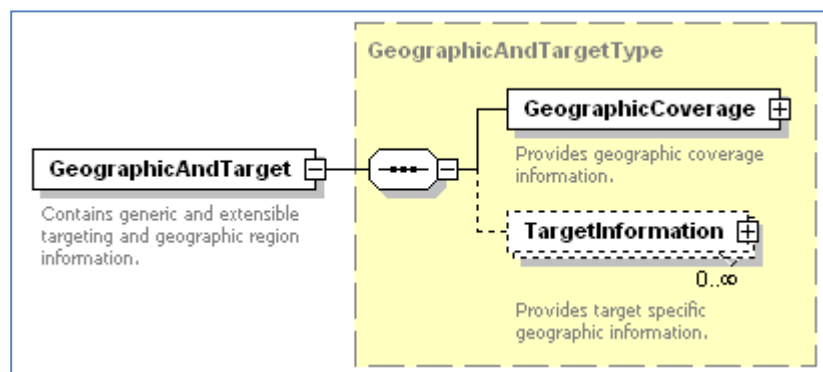 GeographicAndTargetType
GeographicCoverage
Provides geographic coverage
information.
GeographicAndTarget
Contains generic and extensible
targeting and geographic region
information.
TargetInformation
0..∞
Provides target specific
geographic information.